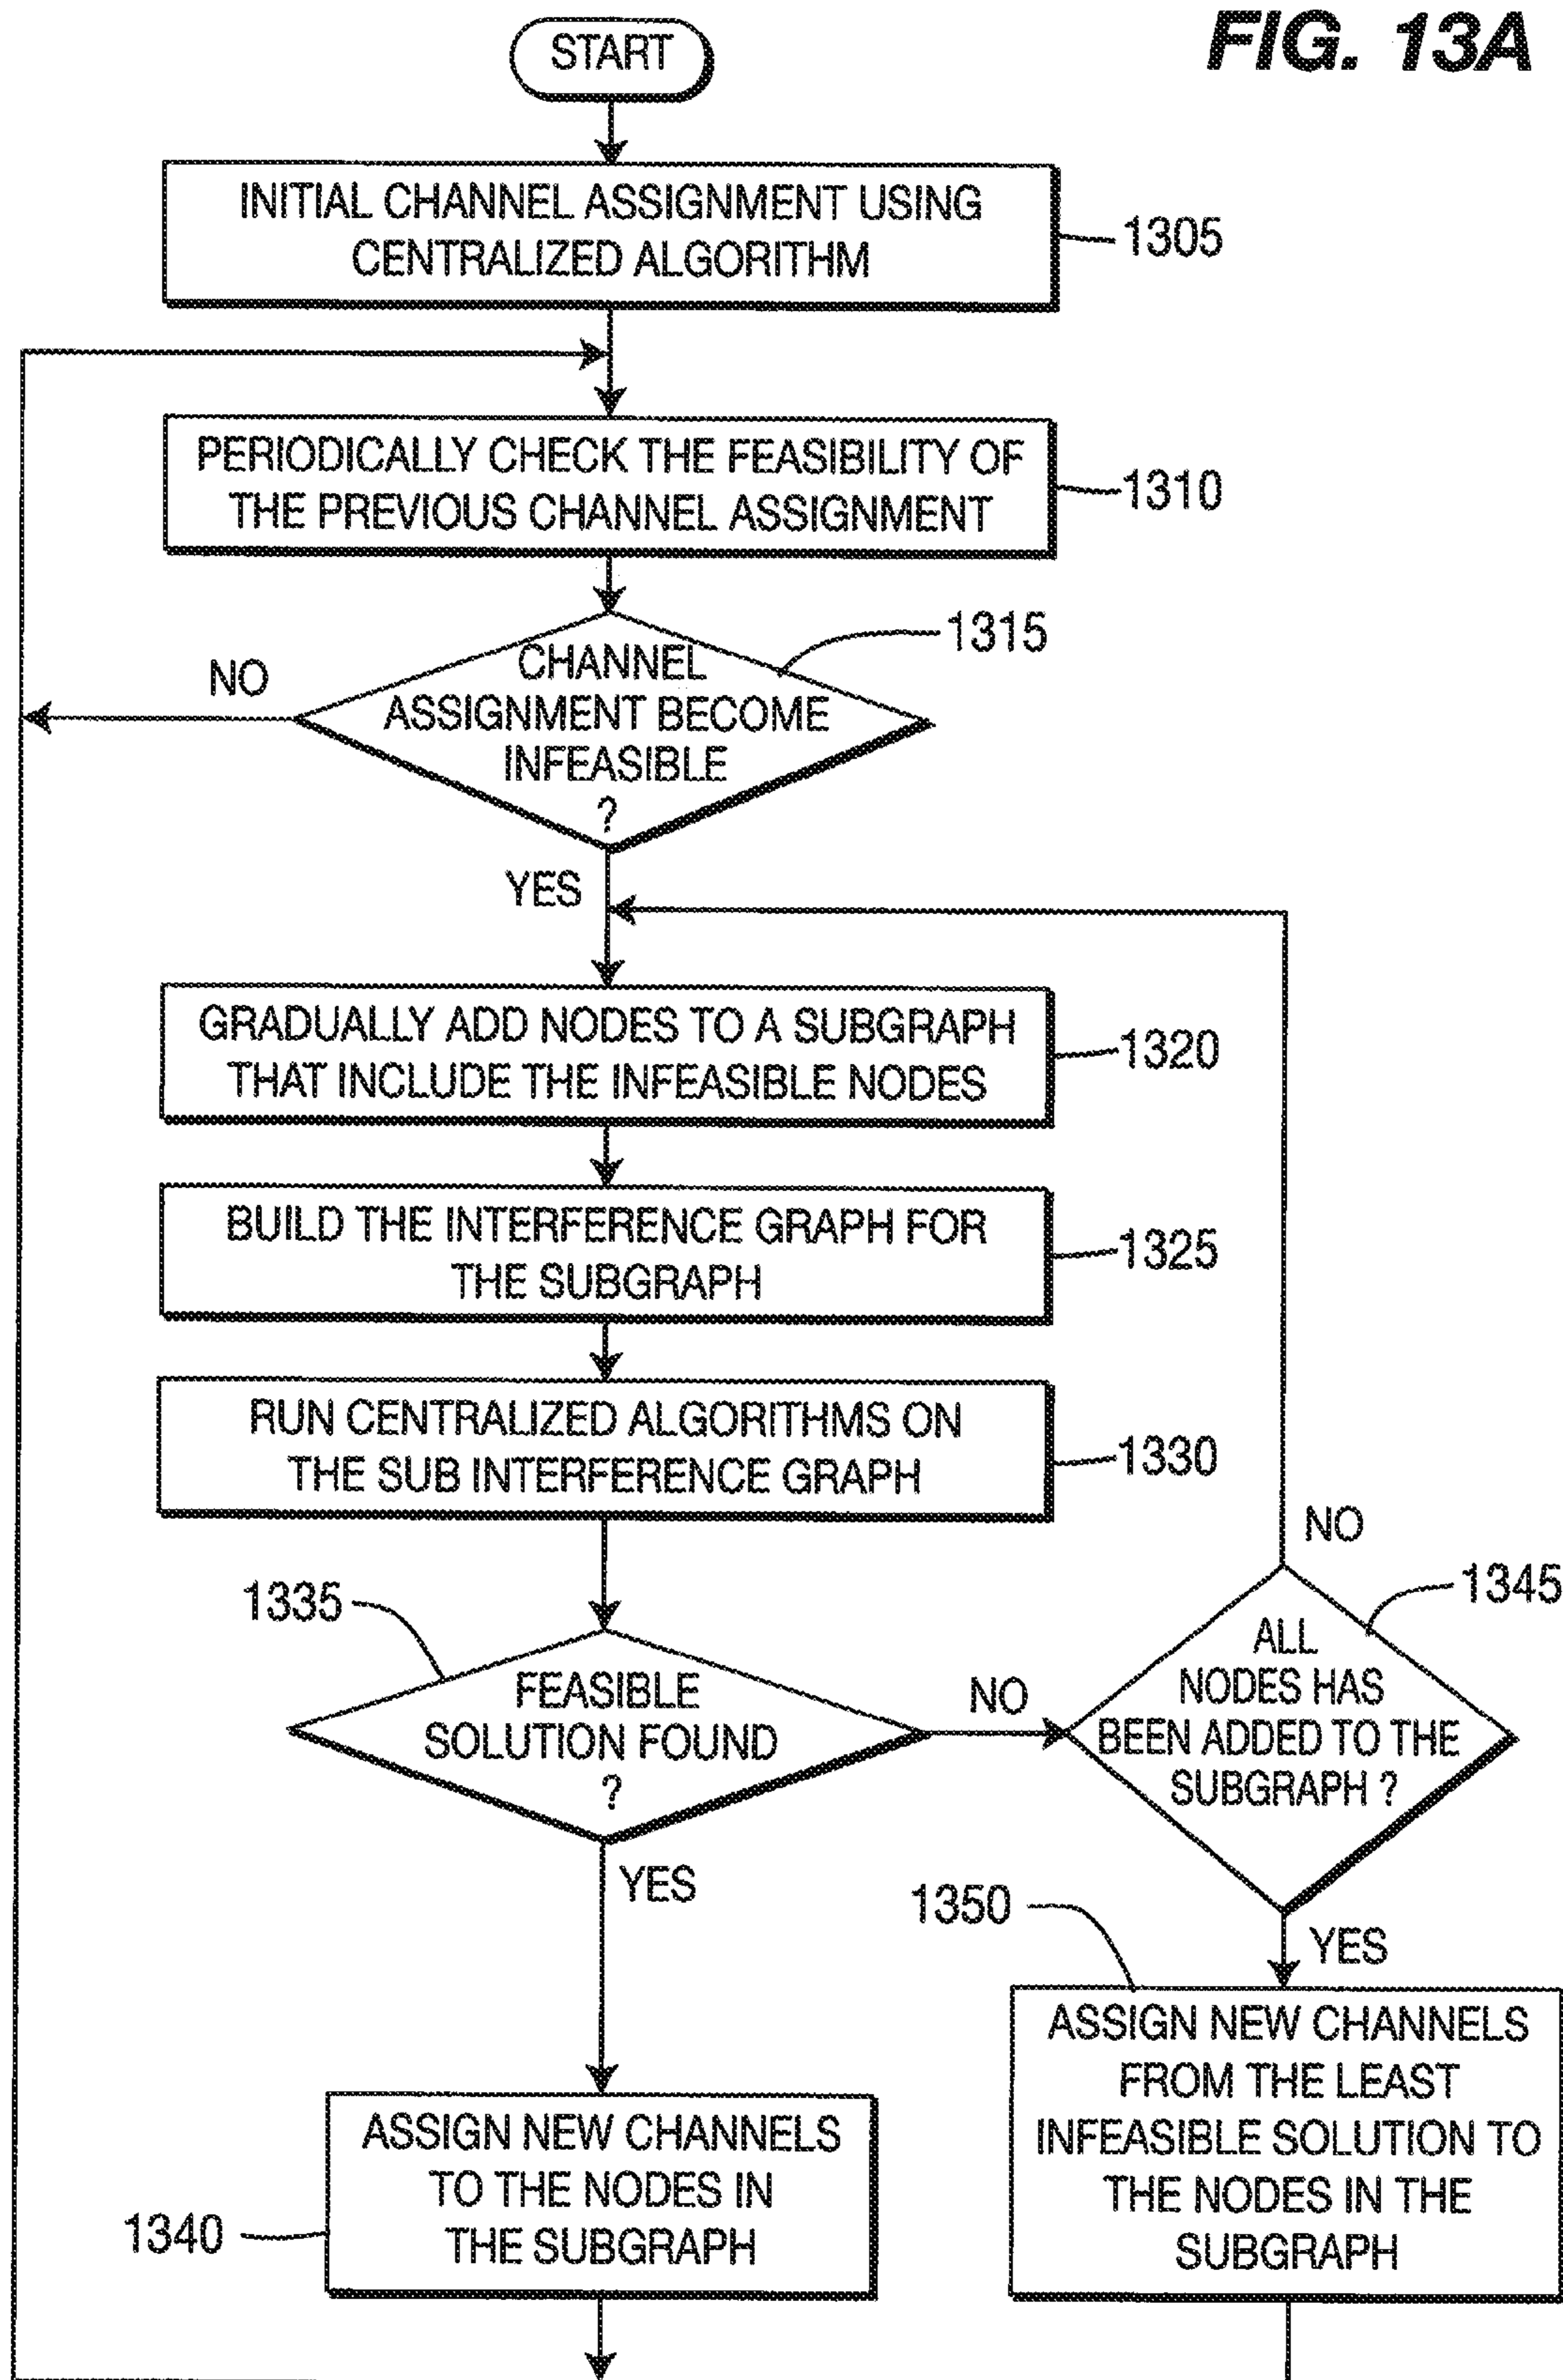 FIG. 13A
START
INITIAL CHANNEL ASSIGNMENT USING
CENTRALIZED ALGORITHM
1305
PERIODICALLY CHECK THE FEASIBILITY OF
THE PREVIOUS CHANNEL ASSIGNMENT
1310
1315
CHANNEL
ASSIGNMENT BECOME
INFEASIBLE
?
NO
YES
GRADUALLY ADD NODES TO A SUBGRAPH
THAT INCLUDE THE INFEASIBLE NODES
1320
BUILD THE INTERFERENCE GRAPH FOR
THE SUBGRAPH
1325
RUN CENTRALIZED ALGORITHMS ON
THE SUB INTERFERENCE GRAPH
1330
NO
1335
FEASIBLE
SOLUTION FOUND
?
NO
1345
ALL
NODES HAS
BEEN ADDED TO THE
SUBGRAPH ?
YES
1350
YES
ASSIGN NEW CHANNELS
TO THE NODES IN
THE SUBGRAPH
1340
ASSIGN NEW CHANNELS
FROM THE LEAST
INFEASIBLE SOLUTION TO
THE NODES IN THE
SUBGRAPH